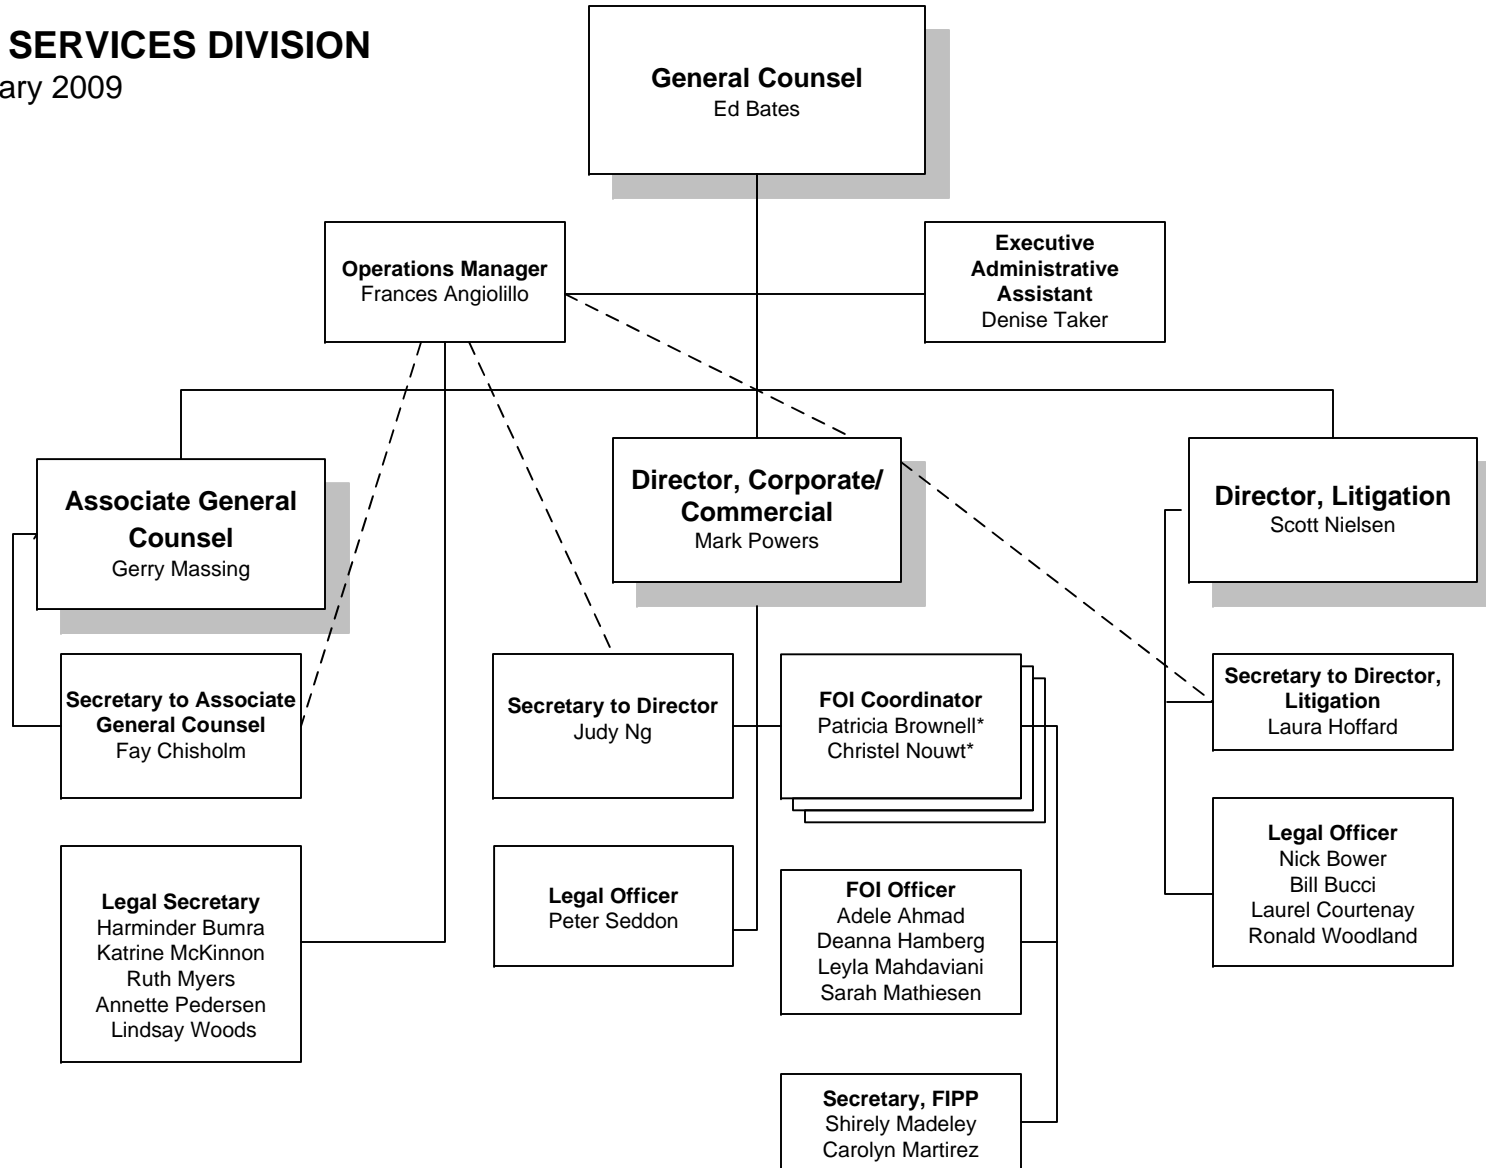 SERVICES DIVISION
ary 2009
General Counsel
Ed Bates
Operations Manager
Frances Angiolillo
Executive
Administrative
Assistant
Denise Taker
Associate General
Counsel
Gerry Massing
Director, Corporate/
Commercial
Mark Powers
Director, Litigation
Scott Nielsen
Secretary to Associate
General Counsel
Fay Chisholm
Secretary to Director
Judy Ng
FOI Coordinator
Patricia Brownell*
Christel Nouwt*
Secretary to Director,
Litigation
Laura Hoffard
Legal Secretary
Harminder Bumra
Katrine McKinnon
Ruth Myers
Annette Pedersen
Lindsay Woods
Legal Officer
Peter Seddon
FOI Officer
Adele Ahmad
Deanna Hamberg
Leyla Mahdaviani
Sarah Mathiesen
Legal Officer
Nick Bower
Bill Bucci
Laurel Courtenay
Ronald Woodland
Secretary, FIPP
Shirely Madeley
Carolyn Martirez